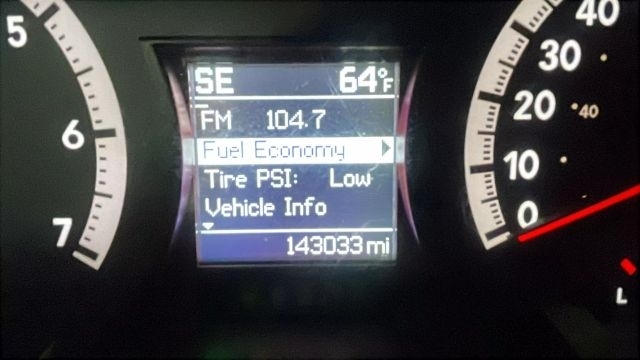 5
6
7
SE 64°F
FM 104.7
Fuel Economy
Tire PSI: Low
Vehicle Info
143033 mi
40
30
20
40
10
0
L